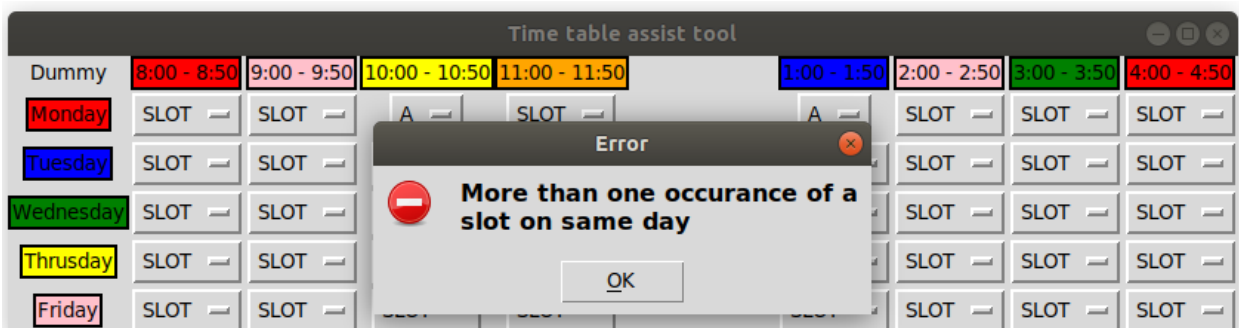 Time table assist tool
Dummy 8:00 - 8:50 9:00 - 9:50 10:00 - 10:50 11:00 - 11:50 1:00 - 1:50 2:00 - 2:50 3:00 - 3:50 4:00 - 4:50
Monday SLOT SLOT A SLOT A SLOT SLOT SLOT
Error
Tuesday SLOT SLOT SLOT SLOT SLOT
More than one occurance of a
slot on same day
Wednesday SLOT SLOT SLOT SLOT SLOT
Thrusday SLOT SLOT SLOT SLOT SLOT
OK
Friday SLOT SLOT SLOT SLOT SLOT